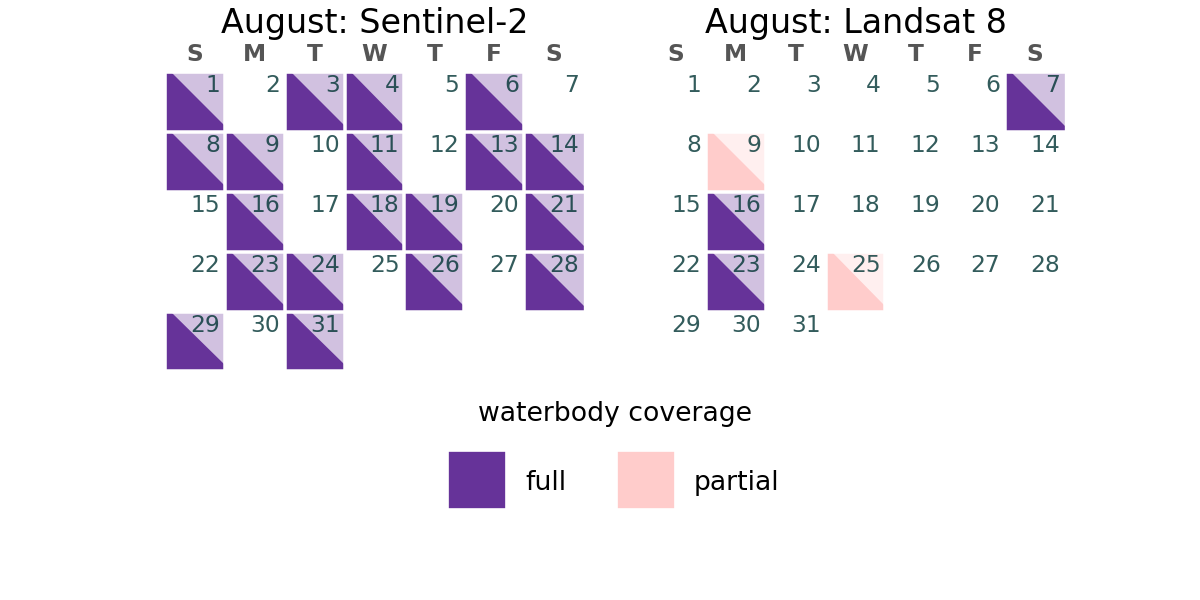 August: Sentinel-2
S M T W T F S
1 2 3 4 5 6 7
8 9 10 11 12 13 14
15 16 17 18 19 20 21
22 23 24 25 26 27 28
29 30 31
August: Landsat 8
S M T W T F S
1 2 3 4 5 6 7
8 9 10 11 12 13 14
15 16 17 18 19 20 21
22 23 24 25 26 27 28
29 30 31
waterbody coverage
full partial